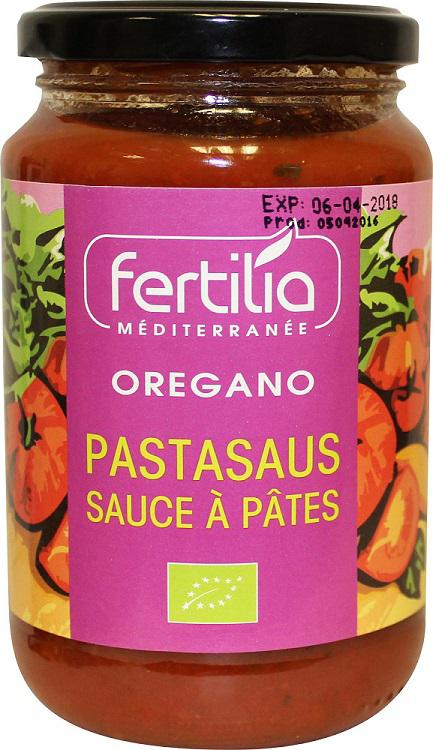 EXP: 06-04-2018
Prod: 05042016
fertilia
MÉDITERRANÉE
OREGANO
PASTASAUS
SAUCE À PÂTES